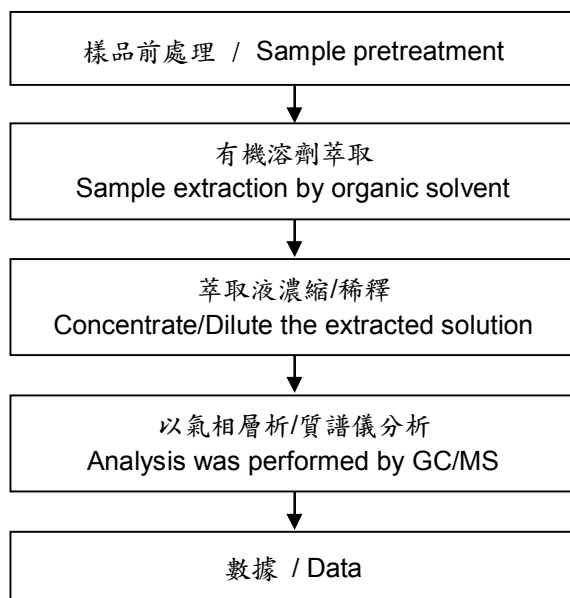 樣品前處理 / Sample pretreatment
有機溶劑萃取
Sample extraction by organic solvent
萃取液濃縮/稀釋
Concentrate/Dilute the extracted solution
以氣相層析/質譜儀分析
Analysis was performed by GC/MS
數據 / Data